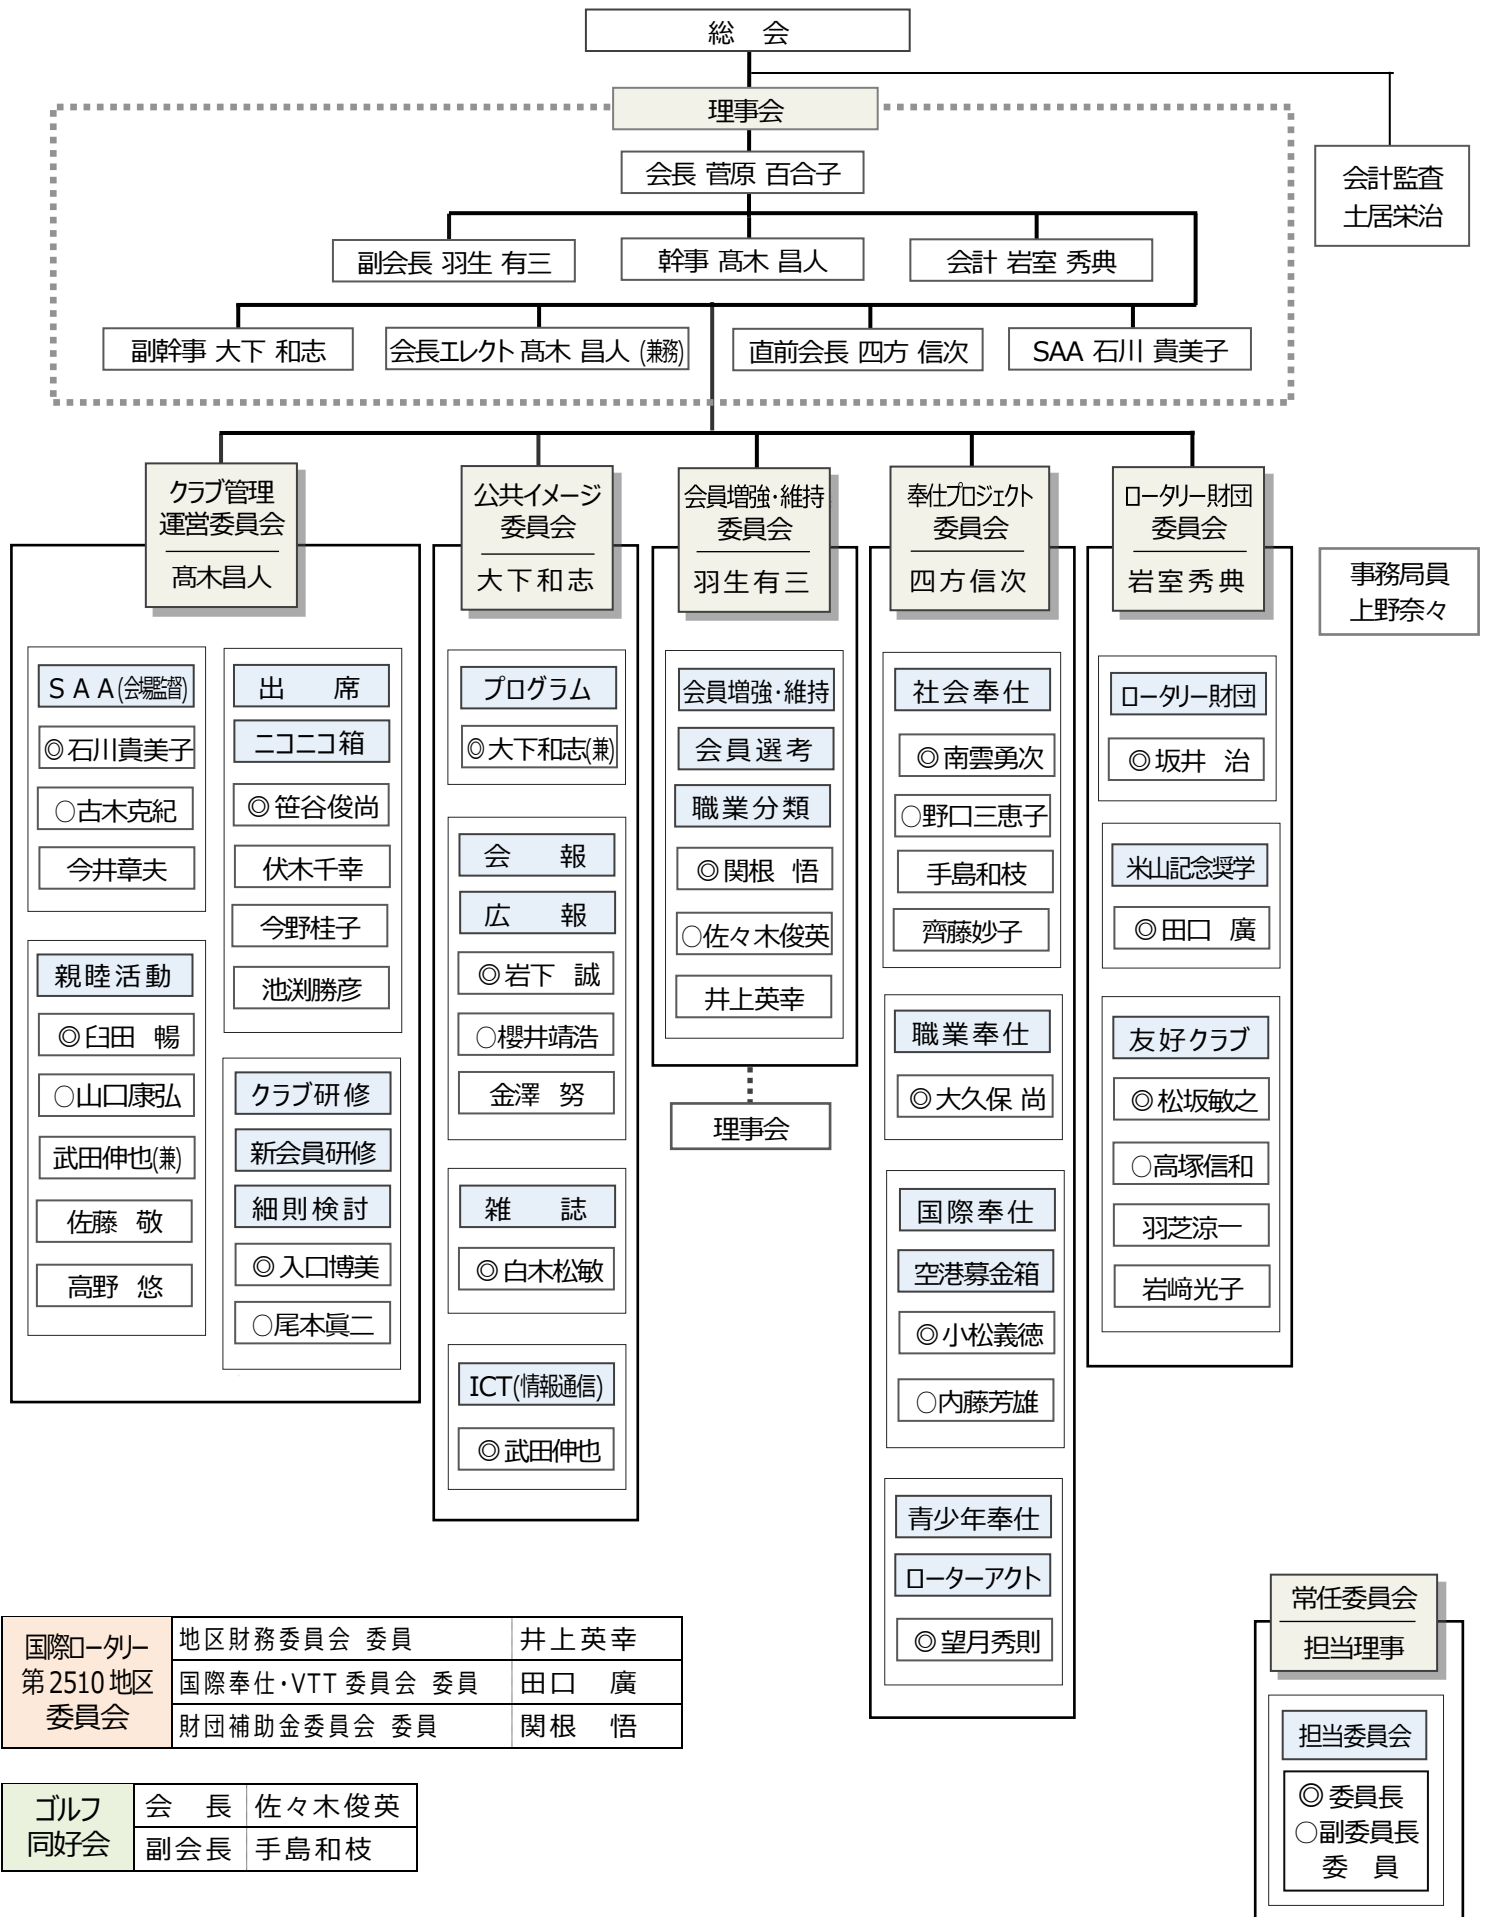 総　会
理事会
会長 菅原 百合子
会計監査
土居栄治
副会長 羽生 有三
幹事 髙木 昌人
会計 岩室 秀典
副幹事 大下 和志
会長エレクト 髙木 昌人 (兼務)
直前会長 四方 信次
SAA 石川 貴美子
クラブ管理
運営委員会
髙木昌人
ＳＡＡ(会場監督)
◎石川貴美子
○古木克紀
今井章夫
親睦活動
◎臼田　暢
○山口康弘
武田伸也(兼)
佐藤　敬
高野　悠
出　席
ニコニコ箱
◎笹谷俊尚
伏木千幸
今野桂子
池渕勝彦
クラブ研修
新会員研修
細則検討
◎入口博美
○尾本眞二
公共イメージ
委員会
大下和志
プログラム
◎大下和志(兼)
会　報
広　報
◎岩下　誠
○櫻井靖浩
金澤　努
雑　誌
◎白木松敏
ICT(情報通信)
◎武田伸也
会員増強・維持
委員会
羽生有三
会員増強・維持
会員選考
職業分類
◎関根　悟
○佐々木俊英
井上英幸
理事会
奉仕プロジェクト
委員会
四方信次
社会奉仕
◎南雲勇次
○野口三恵子
手島和枝
齊藤妙子
職業奉仕
◎大久保 尚
国際奉仕
空港募金箱
◎小松義徳
○内藤芳雄
青少年奉仕
ローターアクト
◎望月秀則
ロータリー財団
委員会
岩室秀典
ロータリー財団
◎坂井　治
米山記念奨学
◎田口　廣
友好クラブ
◎松坂敏之
○高塚信和
羽芝涼一
岩﨑光子
事務局員
上野奈々
国際ロータリー
第2510地区
委員会
地区財務委員会 委員　井上英幸
国際奉仕・VTT 委員会 委員　田口　廣
財団補助金委員会 委員　関根　悟
ゴルフ
同好会
会　長　佐々木俊英
副会長　手島和枝
常任委員会
担当理事
担当委員会
◎委員長
○副委員長
委　員